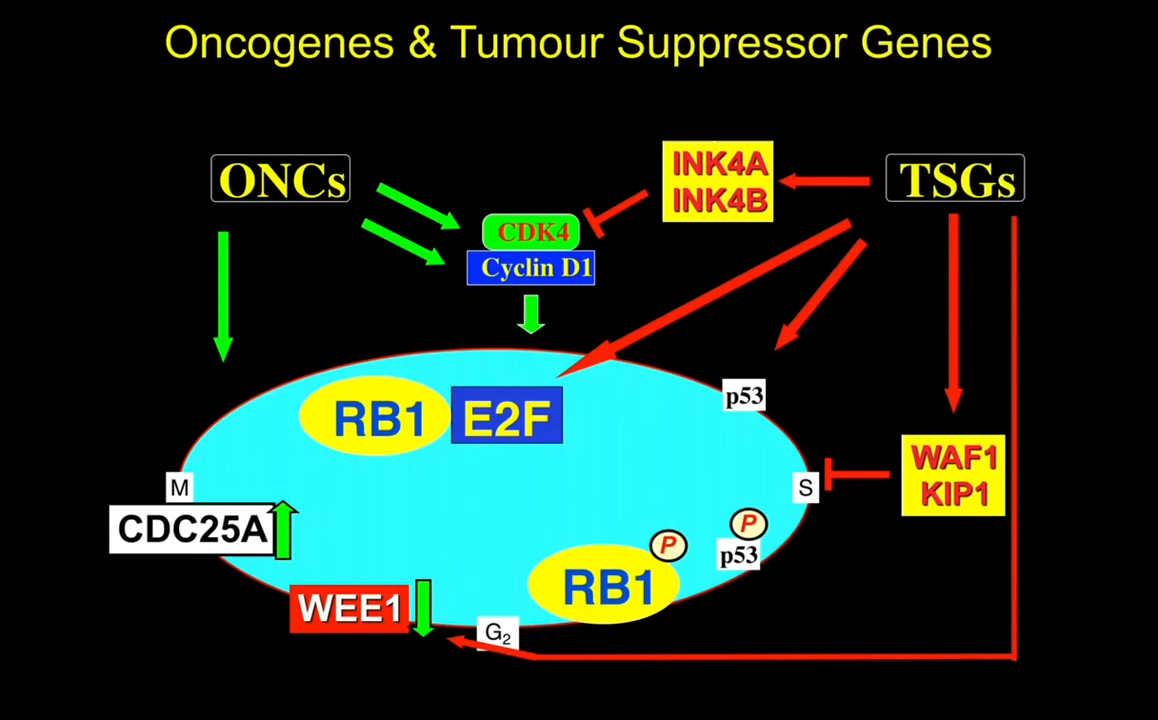 Oncogenes & Tumour Suppressor Genes
ONCs
INK4A
INK4B
TSGs
CDK4
Cyclin D1
RB1
E2F
p53
M
S
WAF1
KIP1
CDC25A
P
P
p53
RB1
WEE1
G₂